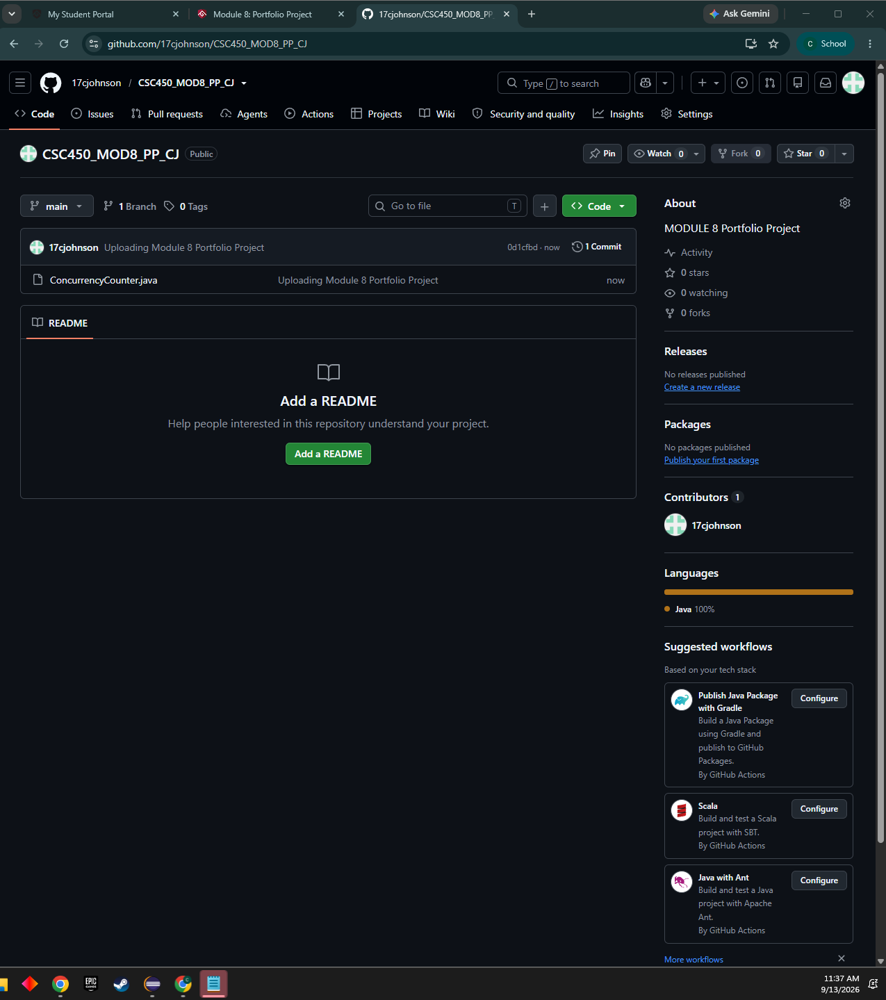 My Student Portal
Module 8: Portfolio Project
17cjohnson/CSC450_MOD8_PP_
Ask Gemini
github.com/17cjohnson/CSC450_MOD8_PP_CJ
C School
17cjohnson / CSC450_MOD8_PP_CJ
Type / to search
Code Issues Pull requests Agents Actions Projects Wiki Security and quality Insights Settings
CSC450_MOD8_PP_CJ Public
Pin Watch 0 Fork 0 Star 0
main 1 Branch 0 Tags
Go to file T
Code
17cjohnson Uploading Module 8 Portfolio Project 0d1cfbd · now 1 Commit
ConcurrencyCounter.java Uploading Module 8 Portfolio Project now
README
Add a README
Help people interested in this repository understand your project.
Add a README
About
MODULE 8 Portfolio Project
Activity
0 stars
0 watching
0 forks
Releases
No releases published
Create a new release
Packages
No packages published
Publish your first package
Contributors 1
17cjohnson
Languages
Java 100%
Suggested workflows
Based on your tech stack
Publish Java Package
with Gradle
Configure
Build a Java Package
using Gradle and
publish to GitHub
Packages.
By GitHub Actions
Scala
Configure
Build and test a Scala
project with SBT.
By GitHub Actions
Java with Ant
Configure
Build and test a Java
project with Apache
Ant.
By GitHub Actions
More workflows
EPIC
GAMES
11:37 AM
9/13/2026